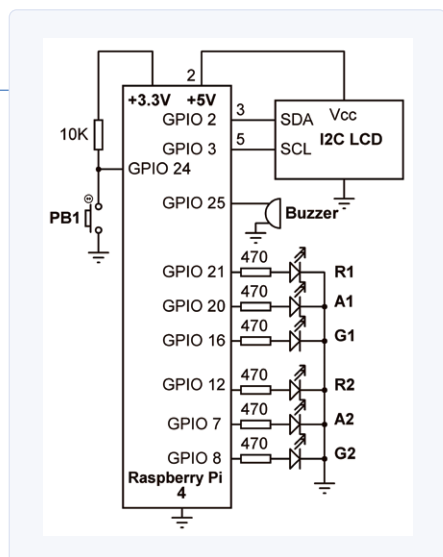 2
+3.3V +5V
GPIO 2 3 SDA Vcc
I2C LCD
10K GPIO 3 5 SCL
GPIO 24
PB1 GPIO 25 Buzzer
470
GPIO 21 R1
470
GPIO 20 A1
470
GPIO 16 G1
470
GPIO 12 R2
470
GPIO 7 A2
470
GPIO 8 G2
Raspberry Pi
4